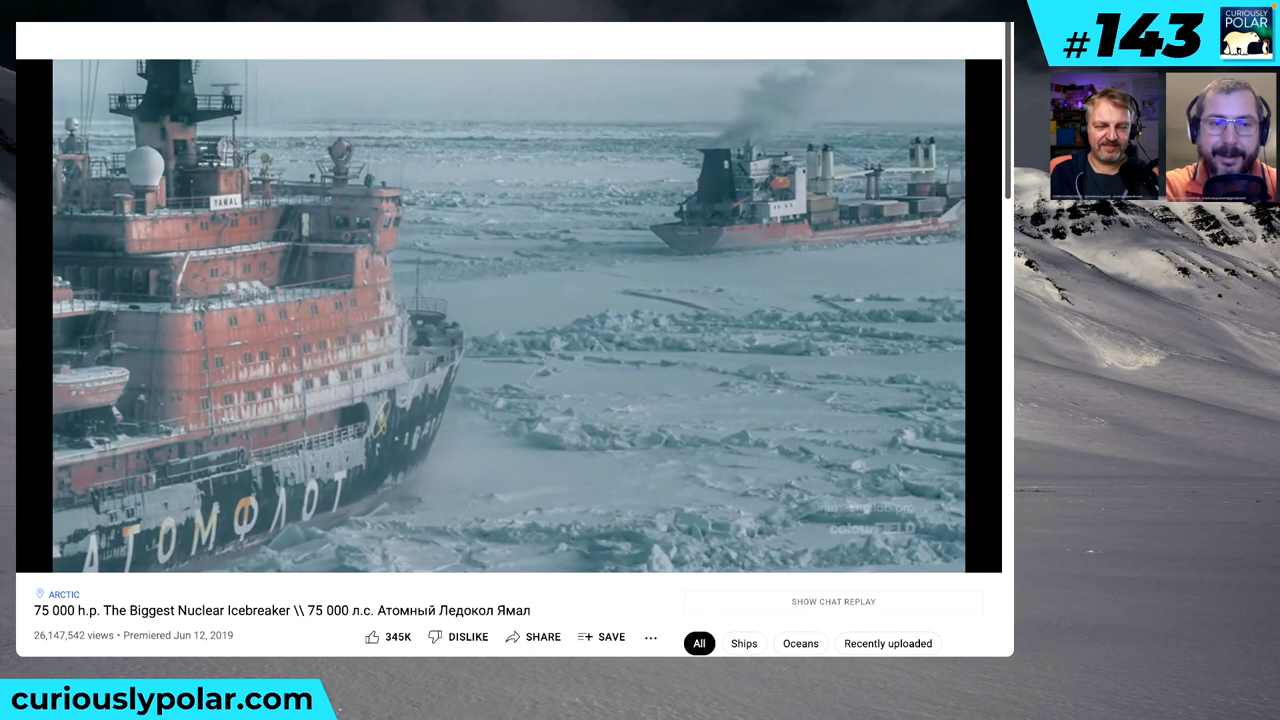 #143
CURIOUSLY
POLAR
YAMAL
АТОМФЛОТ
colourFIELD
ARCTIC
75 000 h.p. The Biggest Nuclear Icebreaker \\ 75 000 л.с. Атомный Ледокол Ямал
26,147,542 views • Premiered Jun 12, 2019
345K
DISLIKE
SHARE
SAVE
...
SHOW CHAT REPLAY
All
Ships
Oceans
Recently uploaded
curiouslypolar.com